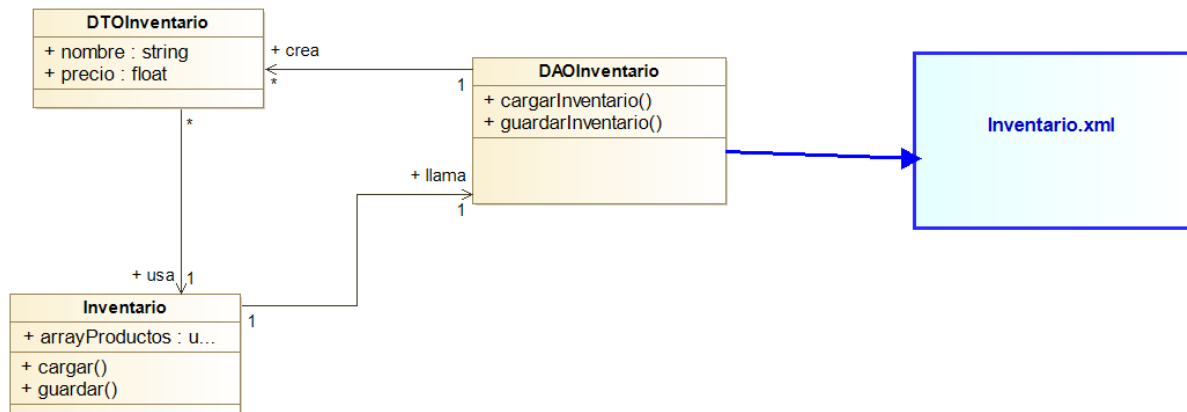 DTOInventario
+ nombre : string
+ precio : float
+ crea
*
1
DAOInventario
+ cargarInventario()
+ guardarInventario()
Inventario.xml
*
+ llama
1
+ usa
1
Inventario
1
+ arrayProductos : u...
+ cargar()
+ guardar()